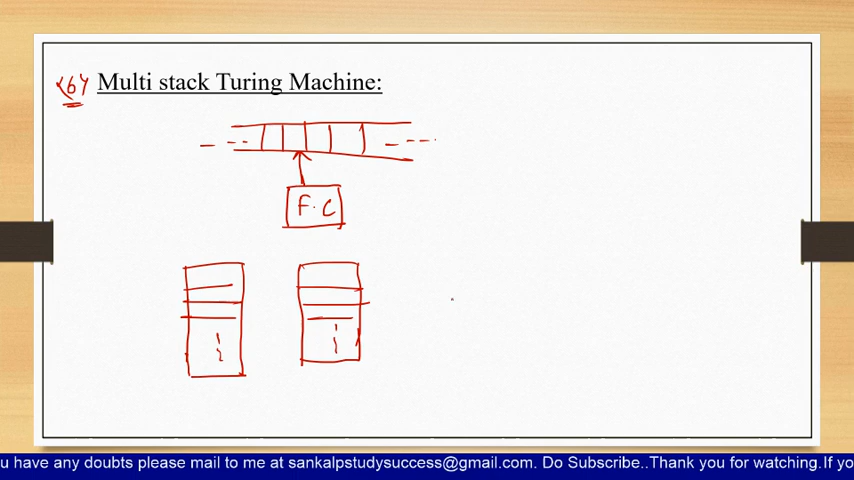 Multi stack Turing Machine:
F.C
u have any doubts please mail to me at sankalpstudysuccess@gmail.com. Do Subscribe..Thank you for watching.If yo